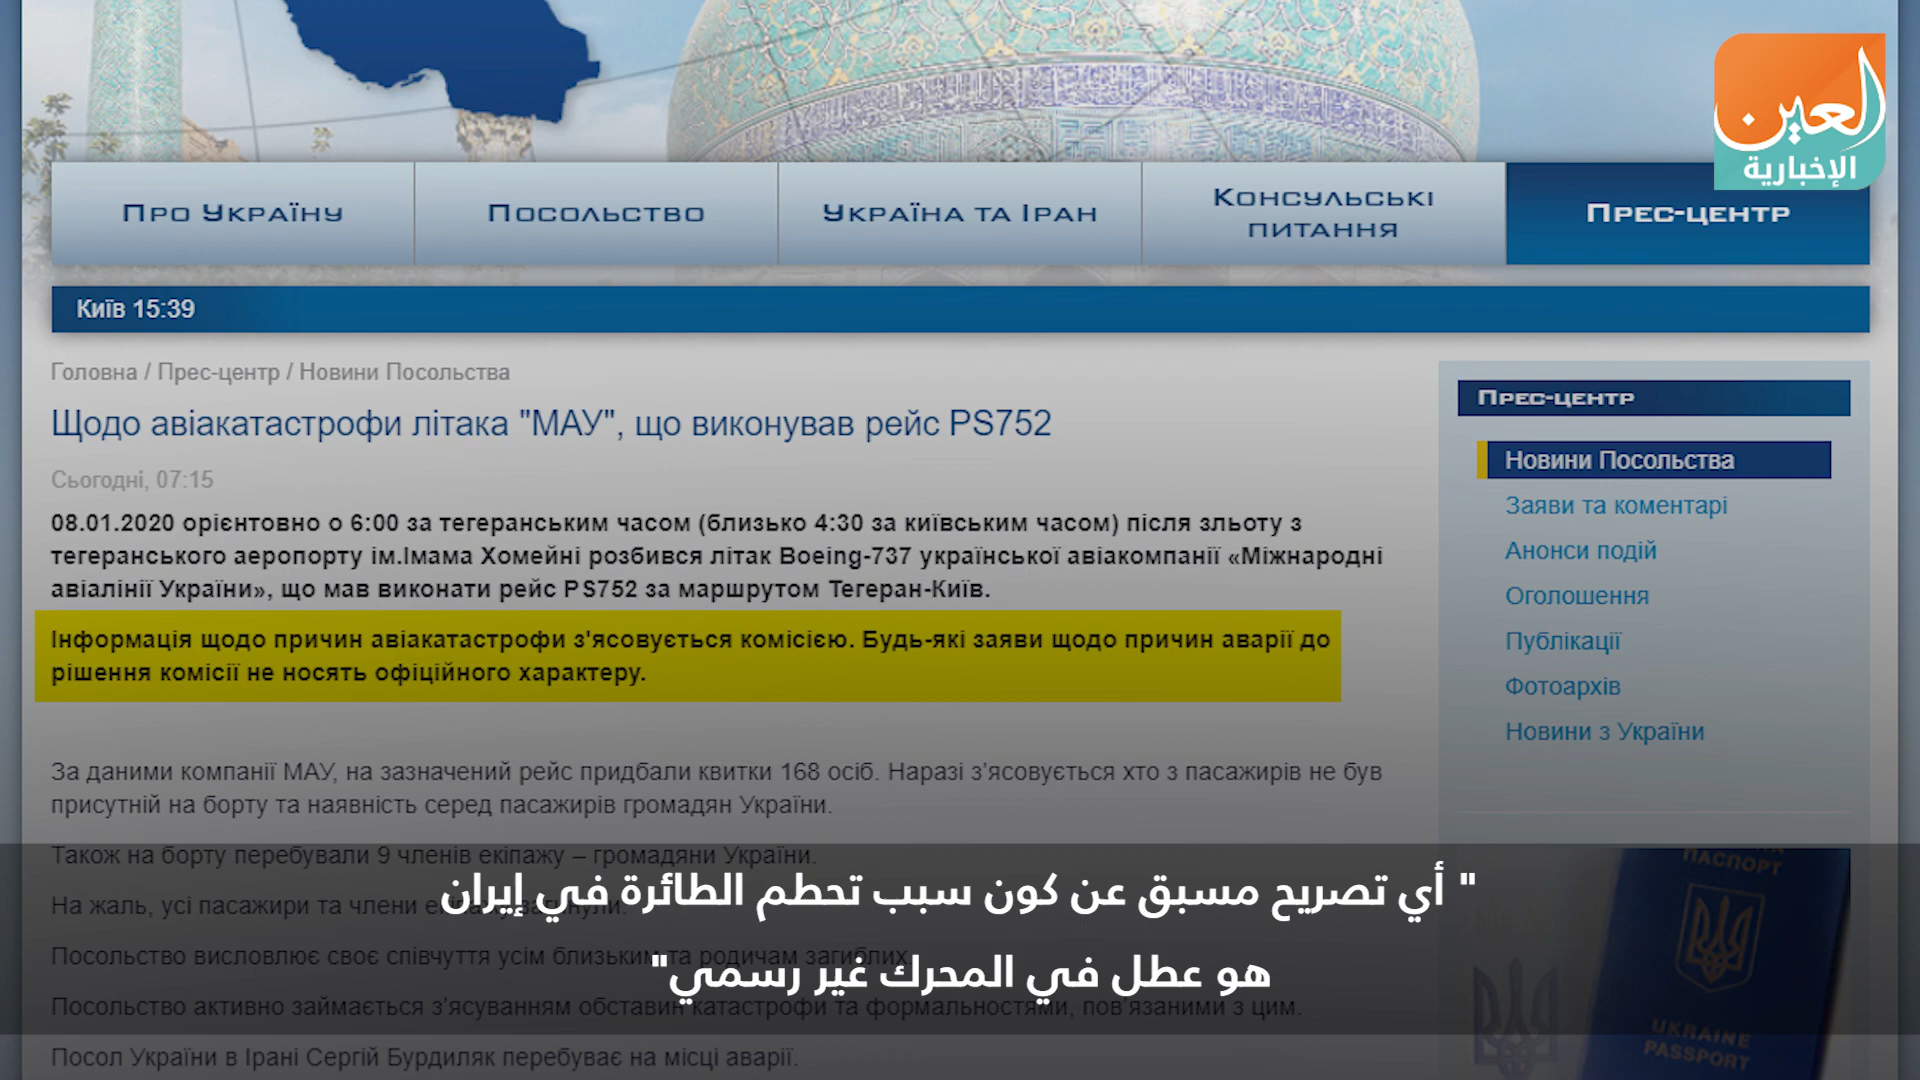 العين
الإخبارية
Про Україну
Посольство
Україна та Іран
Консульські
питання
Прес-центр
Київ 15:39
Головна / Прес-центр / Новини Посольства
Щодо авіакатастрофи літака "МАУ", що виконував рейс PS752
Сьогодні, 07:15
08.01.2020 орієнтовно о 6:00 за тегеранським часом (близько 4:30 за київським часом) після зльоту з
тегеранського аеропорту ім.Імама Хомейні розбився літак Boeing-737 української авіакомпанії «Міжнародні
авіалінії України», що мав виконати рейс PS752 за маршрутом Тегеран-Київ.
Інформація щодо причин авіакатастрофи з'ясовується комісією. Будь-які заяви щодо причин аварії до
рішення комісії не носять офіційного характеру.
За даними компанії МАУ, на зазначений рейс придбали квитки 168 осіб. Наразі з’ясовується хто з пасажирів не був
присутній на борту та наявність серед пасажирів громадян України.
Також на борту перебували 9 членів екіпажу – громадяни України.
На жаль, усі пасажири та члени екіпажу загинули.
Посольство висловлює своє співчуття усім близьким та родичам загиблих.
Посольство активно займається з’ясуванням обставин катастрофи та формальностями, пов’язаними з цим.
Посол України в Ірані Сергій Бурдиляк перебуває на місці аварії.
Прес-центр
Новини Посольства
Заяви та коментарі
Анонси подій
Оголошення
Публікації
Фотоархів
Новини з України
ПАСПОРТ
UKRAINE
PASSPORT
" أي تصريح مسبق عن كون سبب تحطم الطائرة في إيران
هو عطل في المحرك غير رسمي"